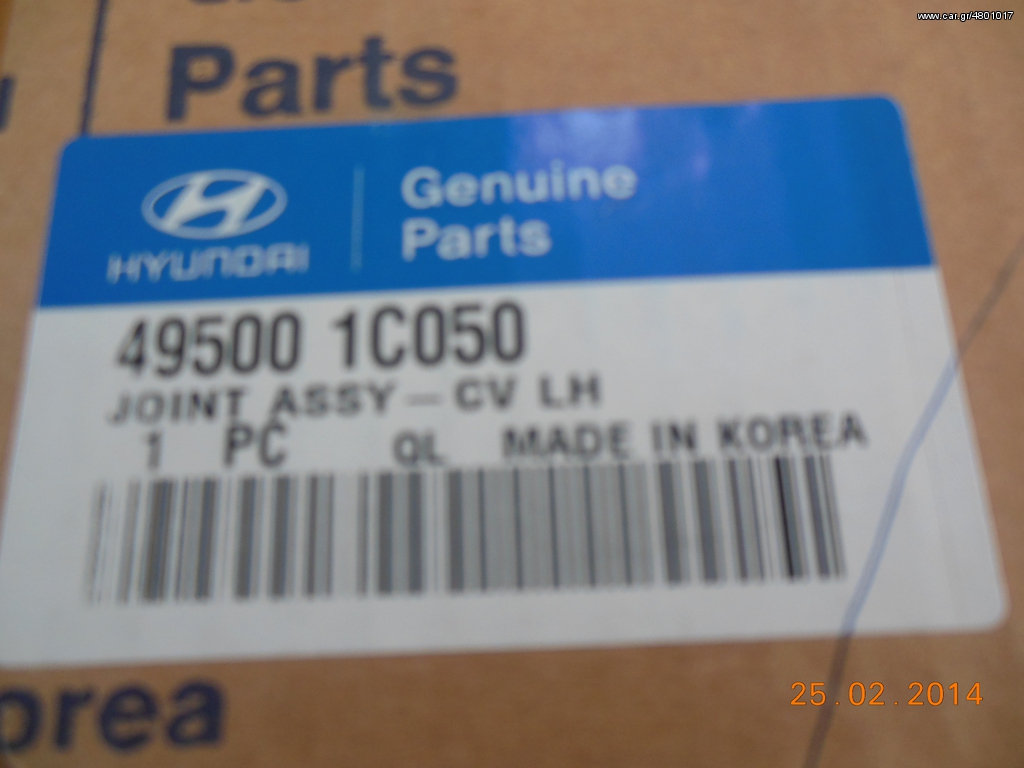 www.car.gr/4801017
Parts
HYUNDAI
Genuine
Parts
49500 1C050
JOINT ASSY - CV LH
1 PC QL MADE IN KOREA
orea
25.02.2014